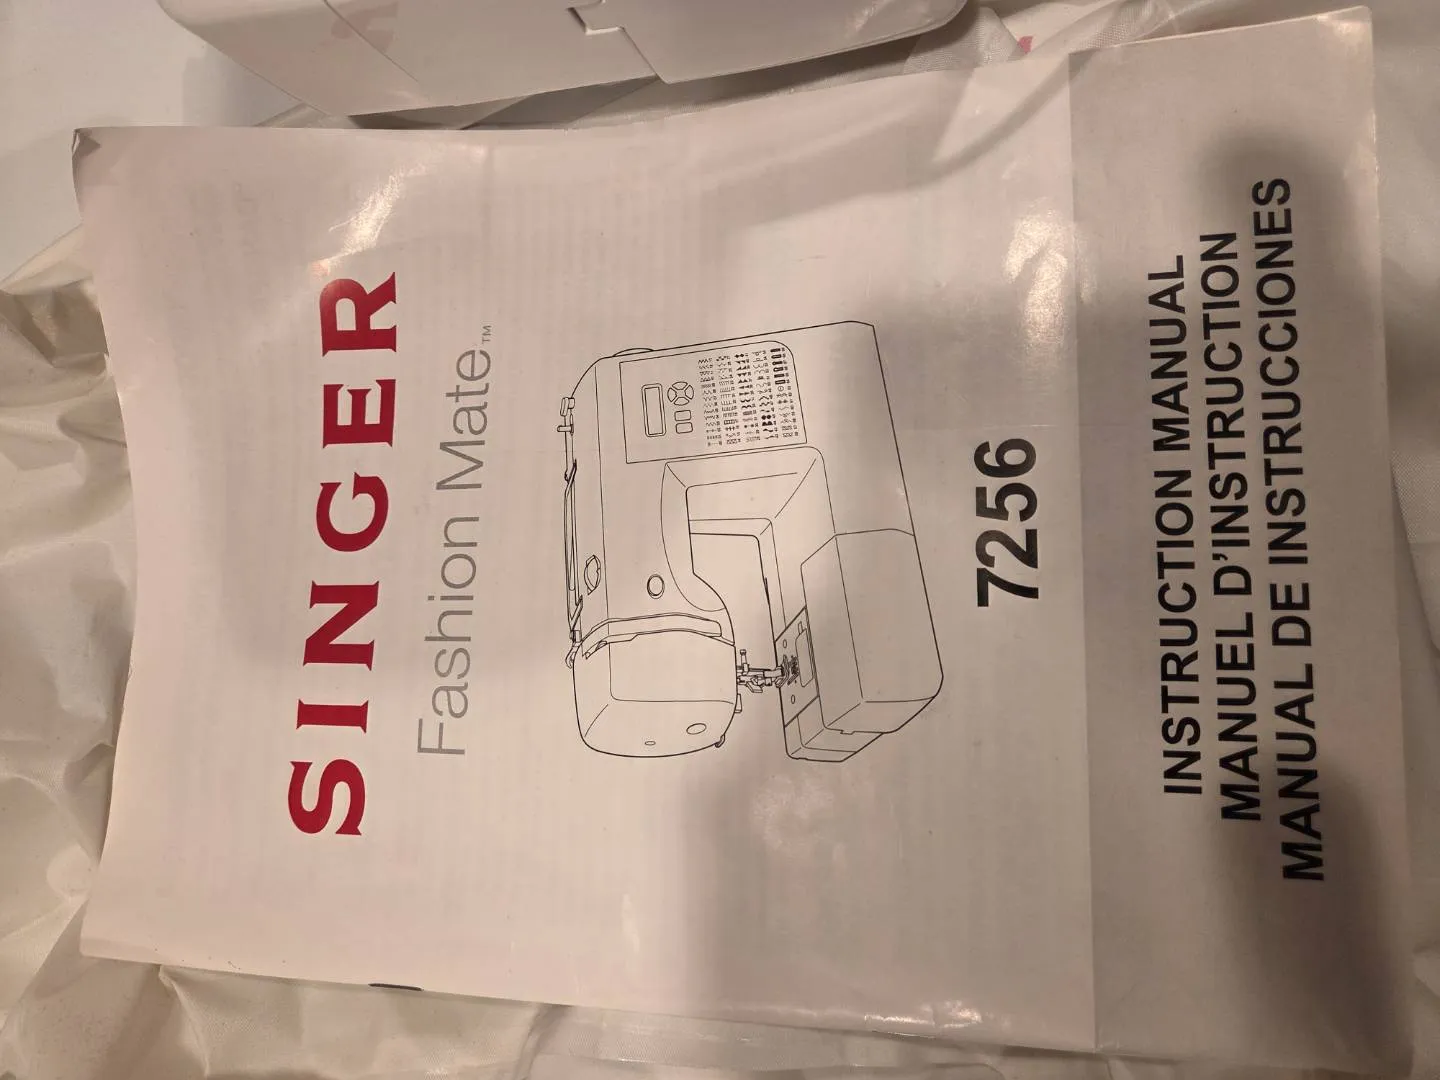 SINGER
Fashion Mate™
7256
INSTRUCTION MANUAL
MANUEL D'INSTRUCTION
MANUAL DE INSTRUCCIONES